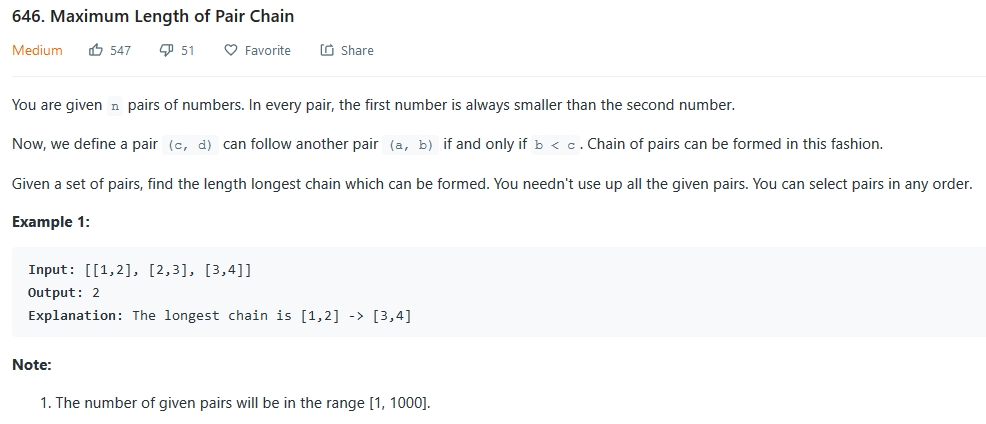 646. Maximum Length of Pair Chain
Medium 547 51 Favorite Share
You are given n pairs of numbers. In every pair, the first number is always smaller than the second number.
Now, we define a pair (c, d) can follow another pair (a, b) if and only if b < c. Chain of pairs can be formed in this fashion.
Given a set of pairs, find the length longest chain which can be formed. You needn't use up all the given pairs. You can select pairs in any order.
Example 1:
Input: [[1,2], [2,3], [3,4]]
Output: 2
Explanation: The longest chain is [1,2] -> [3,4]
Note:
1. The number of given pairs will be in the range [1, 1000].